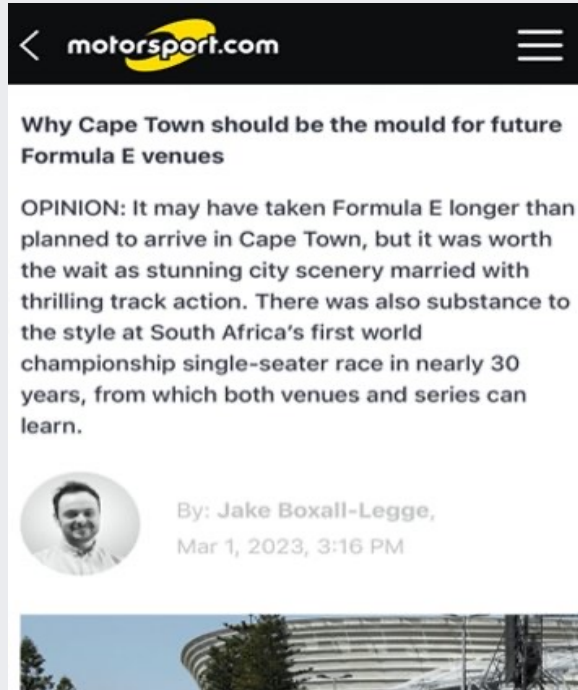 motorsport.com
Why Cape Town should be the mould for future
Formula E venues
OPINION: It may have taken Formula E longer than
planned to arrive in Cape Town, but it was worth
the wait as stunning city scenery married with
thrilling track action. There was also substance to
the style at South Africa's first world
championship single-seater race in nearly 30
years, from which both venues and series can
learn.
By: Jake Boxall-Legge,
Mar 1, 2023, 3:16 PM